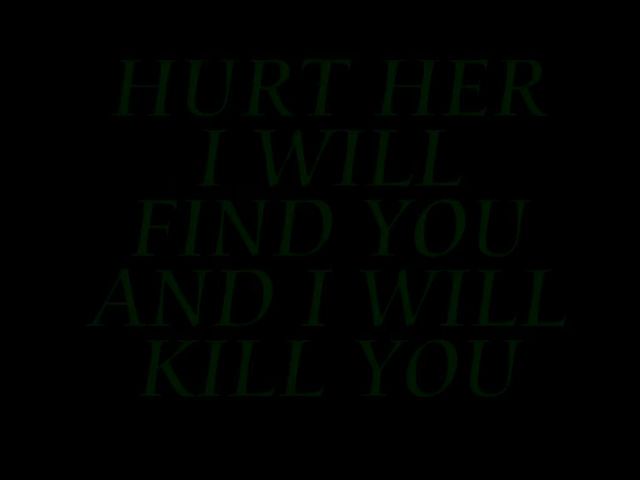 HURT HER
I WILL
FIND YOU
AND I WILL
KILL YOU